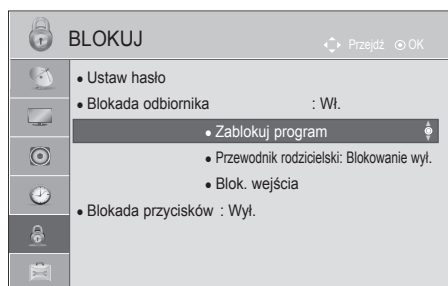 BLOKUJ
Przejdź OK
• Ustaw hasło
• Blokada odbiornika : Wł.
• Zablokuj program
• Przewodnik rodzicielski: Blokowanie wył.
• Blok. wejścia
• Blokada przycisków : Wył.